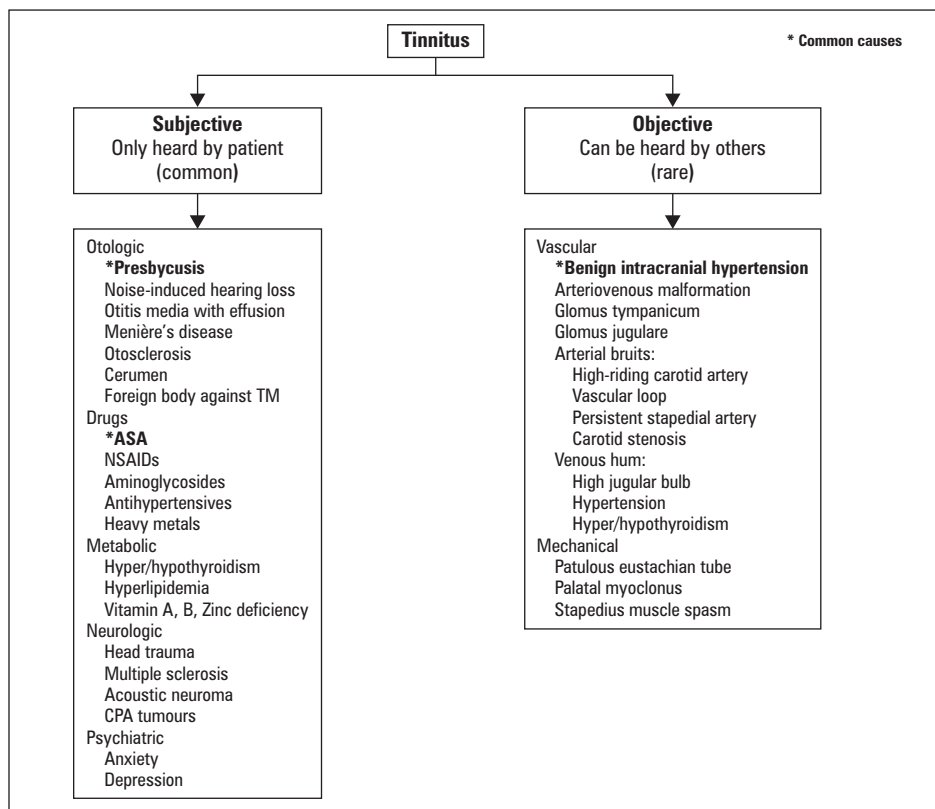 Tinnitus
* Common causes
Subjective
Only heard by patient
(common)
Otologic
*Presbycusis
Noise-induced hearing loss
Otitis media with effusion
Menière's disease
Otosclerosis
Cerumen
Foreign body against TM
Drugs
*ASA
NSAIDs
Aminoglycosides
Antihypertensives
Heavy metals
Metabolic
Hyper/hypothyroidism
Hyperlipidemia
Vitamin A, B, Zinc deficiency
Neurologic
Head trauma
Multiple sclerosis
Acoustic neuroma
CPA tumours
Psychiatric
Anxiety
Depression
Objective
Can be heard by others
(rare)
Vascular
*Benign intracranial hypertension
Arteriovenous malformation
Glomus tympanicum
Glomus jugulare
Arterial bruits:
High-riding carotid artery
Vascular loop
Persistent stapedial artery
Carotid stenosis
Venous hum:
High jugular bulb
Hypertension
Hyper/hypothyroidism
Mechanical
Patulous eustachian tube
Palatal myoclonus
Stapedius muscle spasm